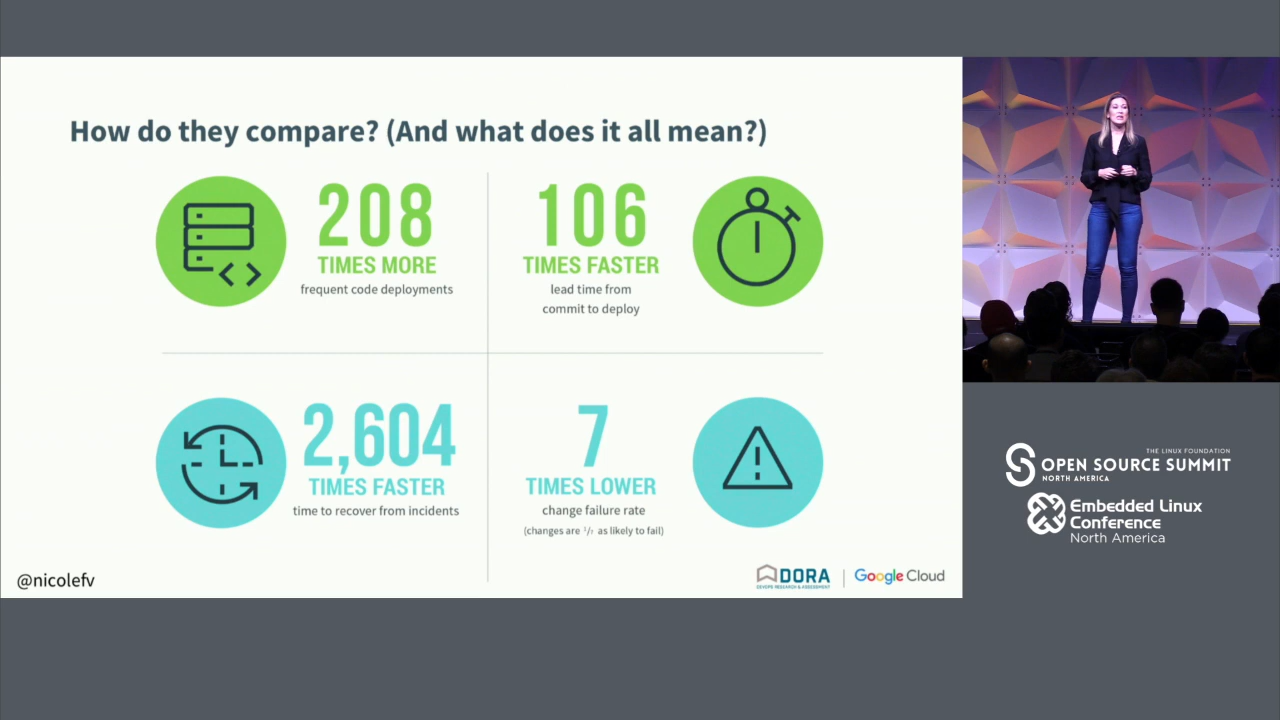 How do they compare? (And what does it all mean?)
208
TIMES MORE
frequent code deployments
106
TIMES FASTER
lead time from
commit to deploy
2,604
TIMES FASTER
time to recover from incidents
7
TIMES LOWER
change failure rate
(changes are 1/7 as likely to fail)
@nicolefv
DORA
DEVOPS RESEARCH & ASSESSMENT
Google Cloud
THE LINUX FOUNDATION
OPEN SOURCE SUMMIT
NORTH AMERICA
Embedded Linux
Conference
North America